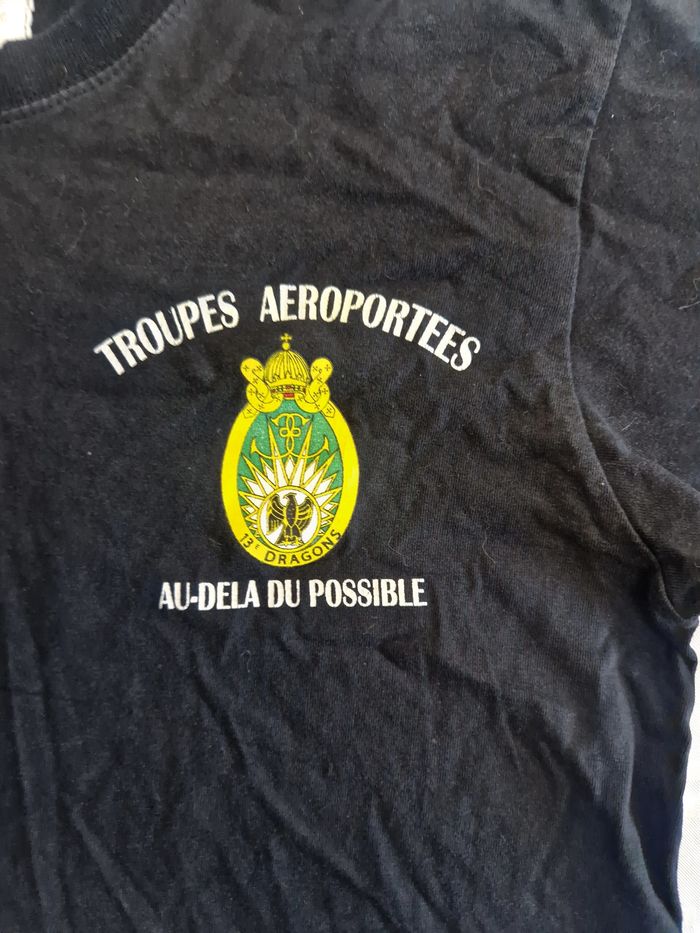 TROUPES AEROPORTEES
13e DRAGONS
AU-DELA DU POSSIBLE